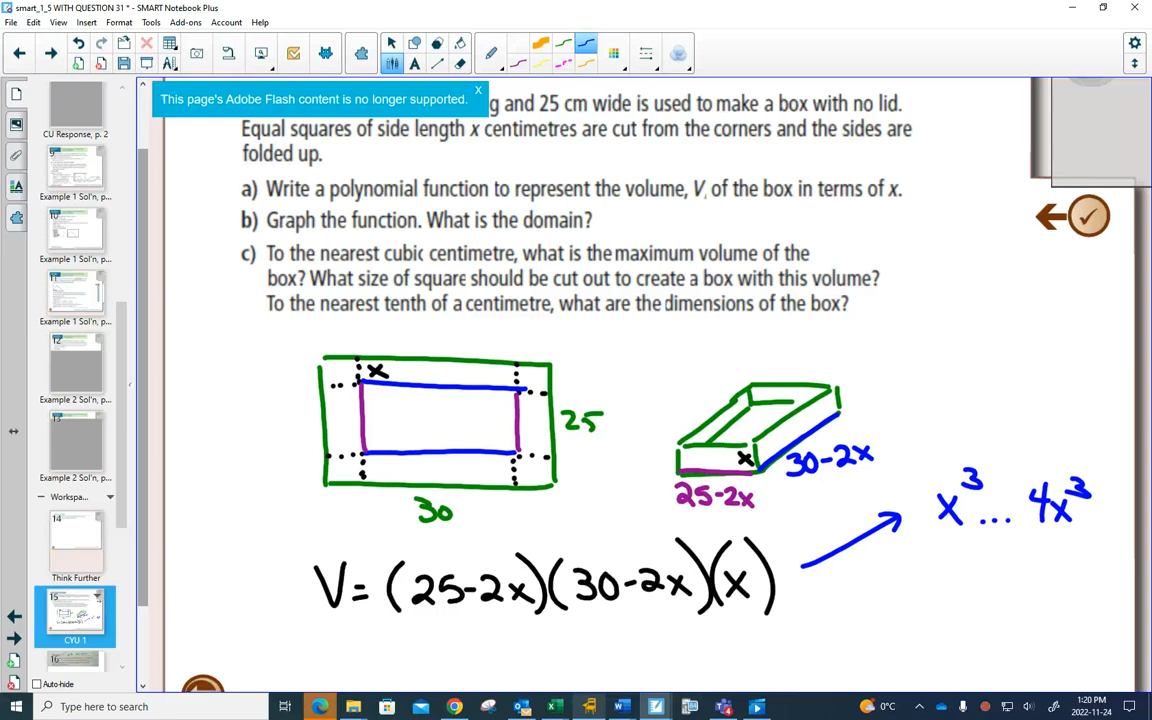 smart_1_5 WITH QUESTION 31 * - SMART Notebook Plus
File Edit View Insert Format Tools Add-ons Account Help
This page's Adobe Flash content is no longer supported. X
g and 25 cm wide is used to make a box with no lid.
Equal squares of side length x centimetres are cut from the corners and the sides are
folded up.
a) Write a polynomial function to represent the volume, V, of the box in terms of x.
b) Graph the function. What is the domain?
c) To the nearest cubic centimetre, what is the maximum volume of the
box? What size of square should be cut out to create a box with this volume?
To the nearest tenth of a centimetre, what are the dimensions of the box?
x
25
30
x
30-2x
25-2x
x³ ... 4x³
V= (25-2x)(30-2x)(x)
CU Response, p. 2
9
Example 1 Sol'n, p...
10
Example 1 Sol'n, p...
11
Example 1 Sol'n, p...
12
Example 2 Sol'n, p...
13
Example 2 Sol'n, p...
Workspa...
14
Think Further
15
CYU 1
16
Auto-hide
Type here to search
0°C
1:20 PM
2022-11-24